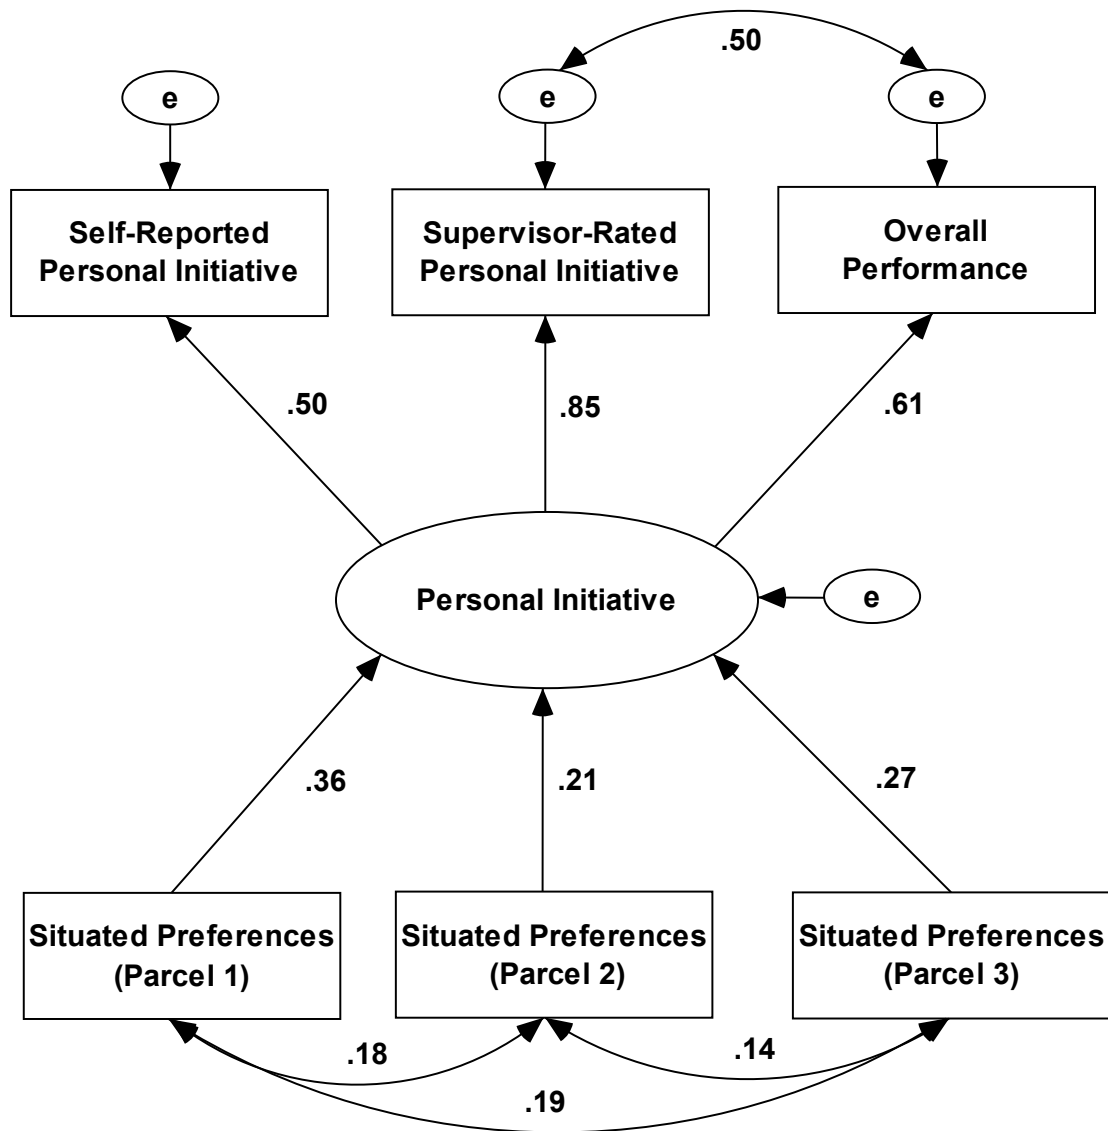 .50
e
e
e
Self-Reported
Personal Initiative
Supervisor-Rated
Personal Initiative
Overall
Performance
.50
.85
.61
Personal Initiative
e
.36
.21
.27
Situated Preferences
(Parcel 1)
Situated Preferences
(Parcel 2)
Situated Preferences
(Parcel 3)
.18
.14
.19